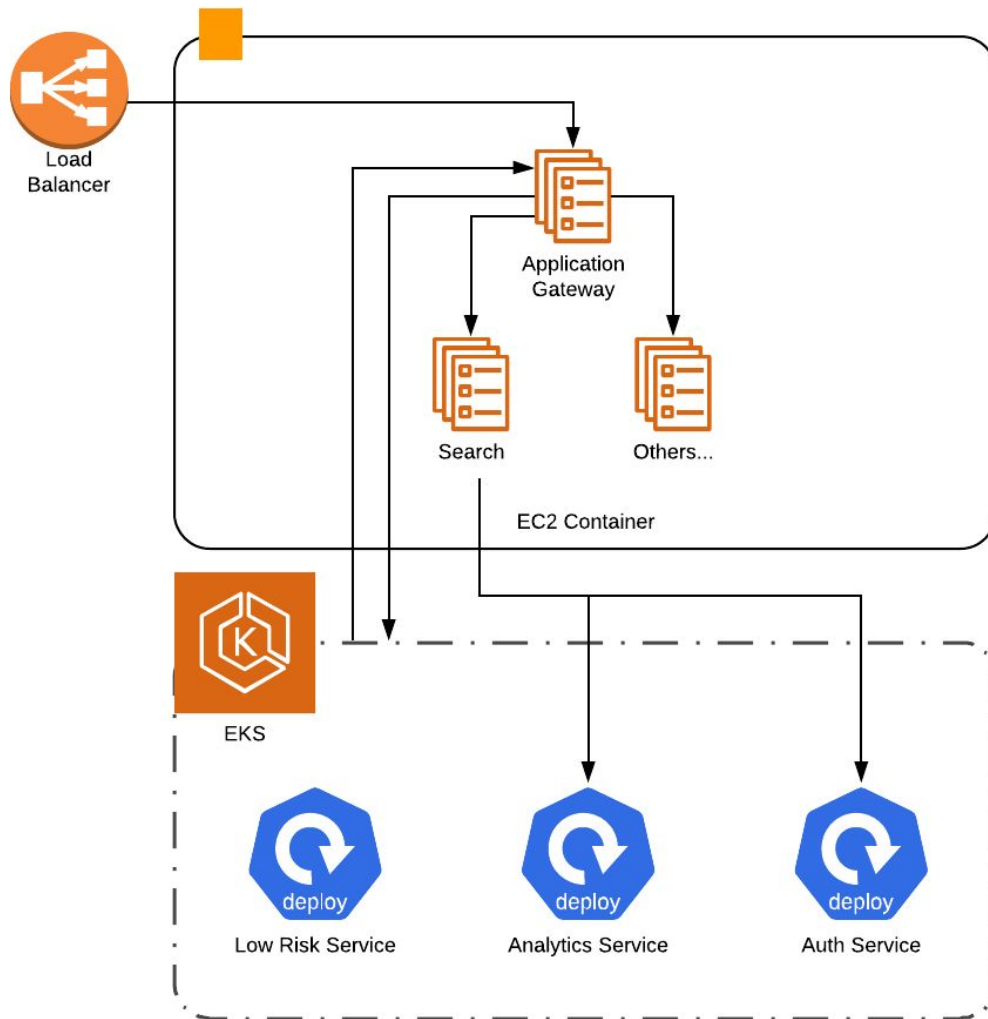 Load
Balancer
Application
Gateway
Search
Others...
EC2 Container
K
EKS
deploy
deploy
deploy
Low Risk Service
Analytics Service
Auth Service